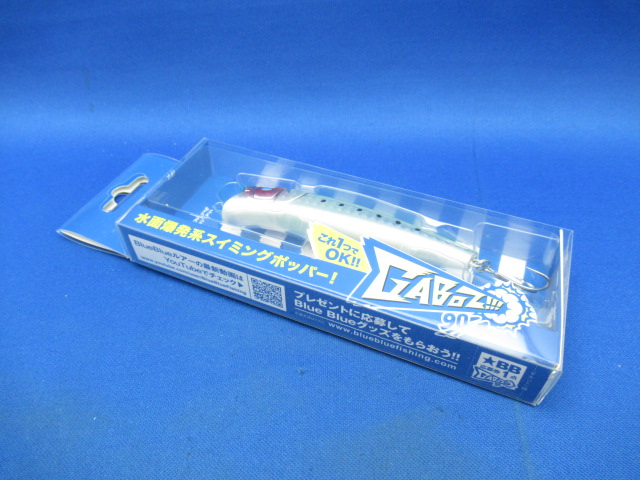 水面爆発系スイミングポッパー!
これ1つで
OK!!
GABOZ!!!
90
BlueBlueルアーの最新動画は
YouTubeでチェック▶
プレゼントに応募して
Blue Blueグッズをもらおう!!
www.bluebluefishing.com
★BB